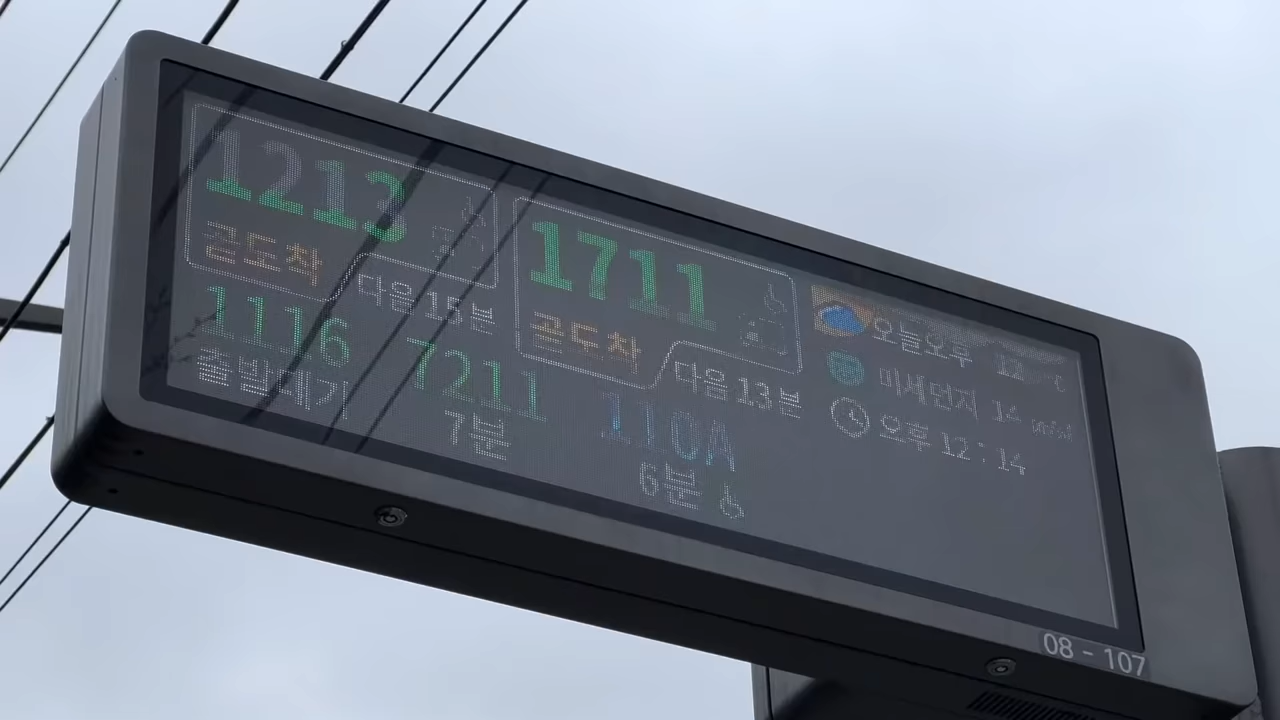 1213
곧도착
다음 15분
1711
곧도착
다음 13분
1116
출발대기
7211
7분
110A
6분
오늘오후
미세먼지 14
오후 12:14
08 - 107